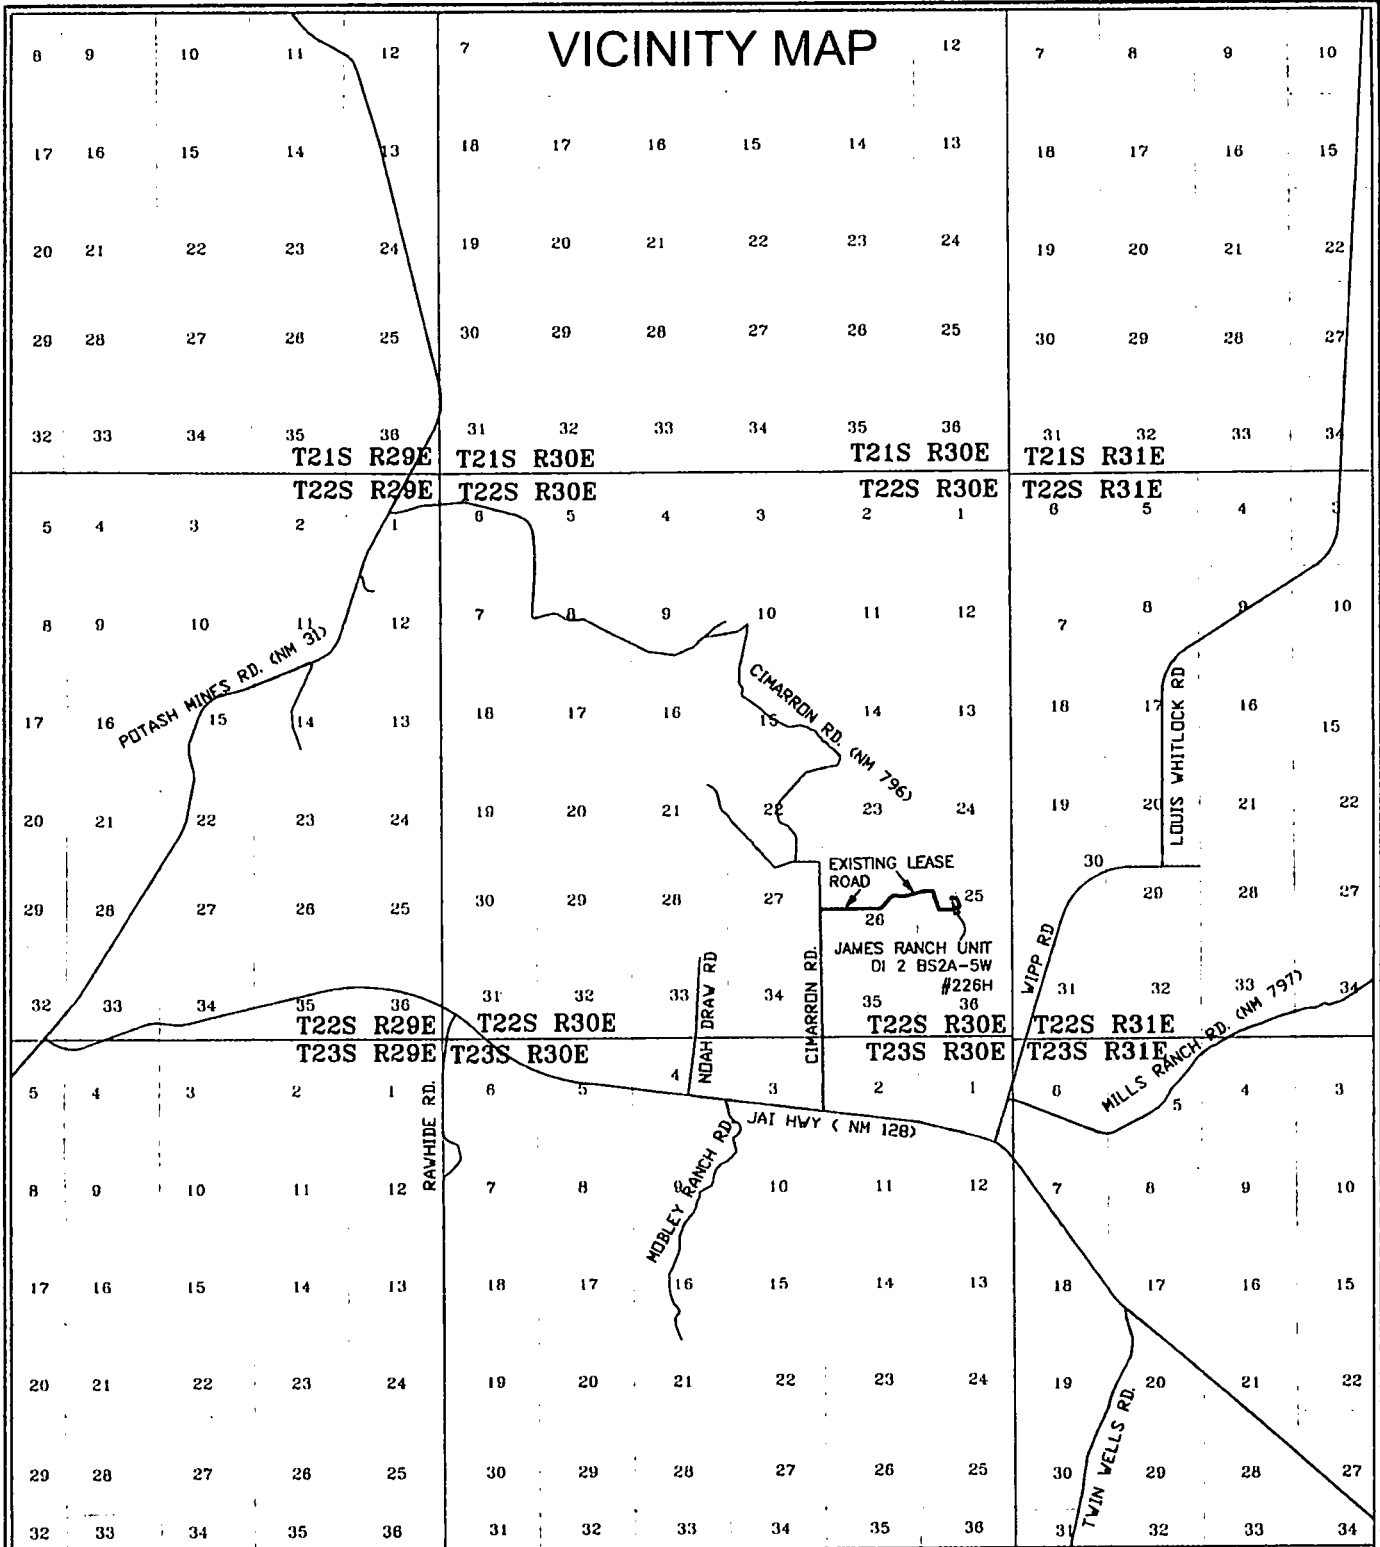 VICINITY MAP
8 9 10 11 12 7 12 7 8 9 10
17 16 15 14 13 18 17 16 15 14 13 18 17 16 15
20 21 22 23 24 19 20 21 22 23 24 19 20 21 22
29 28 27 26 25 30 29 28 27 26 25 30 29 28 27
32 33 34 35 36 31 32 33 34 35 36 31 32 33 34
T21S R29E T21S R30E T21S R30E T21S R31E
T22S R29E T22S R30E T22S R30E T22S R31E
5 4 3 2 1 6 5 4 3 2 1 6 5 4 3
8 9 10 11 12 7 8 9 10 11 12 7 8 9 10
POTASH MINES RD. (NM 31)
CIMARRON RD. (NM 796)
LOUIS WHITLOCK RD
17 16 15 14 13 18 17 16 15 14 13 18 17 16 15
20 21 22 23 24 19 20 21 22 23 24 19 20 21 22
EXISTING LEASE
ROAD
29 28 27 26 25 30 29 28 27 26 25 30 29 28 27
JAMES RANCH UNIT
DI 2 BS2A-5W
#226H
NOAH DRAW RD
CIMARRON RD.
WIPP RD
32 33 34 35 36 31 32 33 34 35 36 31 32 33 34
MILLS RANCH RD. (NM 797)
T22S R29E T22S R30E T22S R30E T22S R31E
T23S R29E T23S R30E T23S R30E T23S R31E
5 4 3 2 1 6 5 4 3 2 1 6 5 4 3
RAWHIDE RD.
JAI HWY ( NM 128)
MOBLEY RANCH RD.
8 9 10 11 12 7 8 9 10 11 12 7 8 9 10
17 16 15 14 13 18 17 16 15 14 13 18 17 16 15
20 21 22 23 24 19 20 21 22 23 24 19 20 21 22
TWIN WELLS RD.
29 28 27 26 25 30 29 28 27 26 25 30 29 28 27
32 33 34 35 36 31 32 33 34 35 36 31 32 33 34